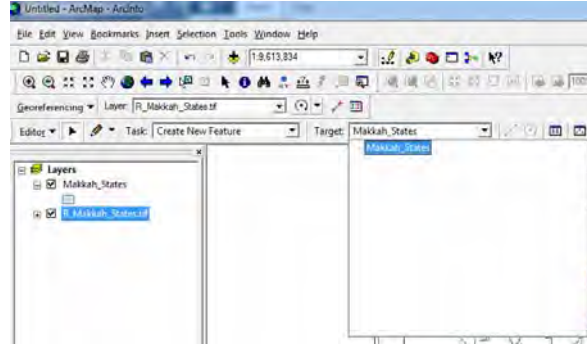 Untitled - ArcMap - ArcInfo
File Edit View Bookmarks Insert Selection Tools Window Help
1:9,613,834
Georeferencing Layer: R_Makkah_States.tif
Editor Task: Create New Feature Target: Makkah_States
Makkah_States
Layers
Makkah_States
R_Makkah_States.tif